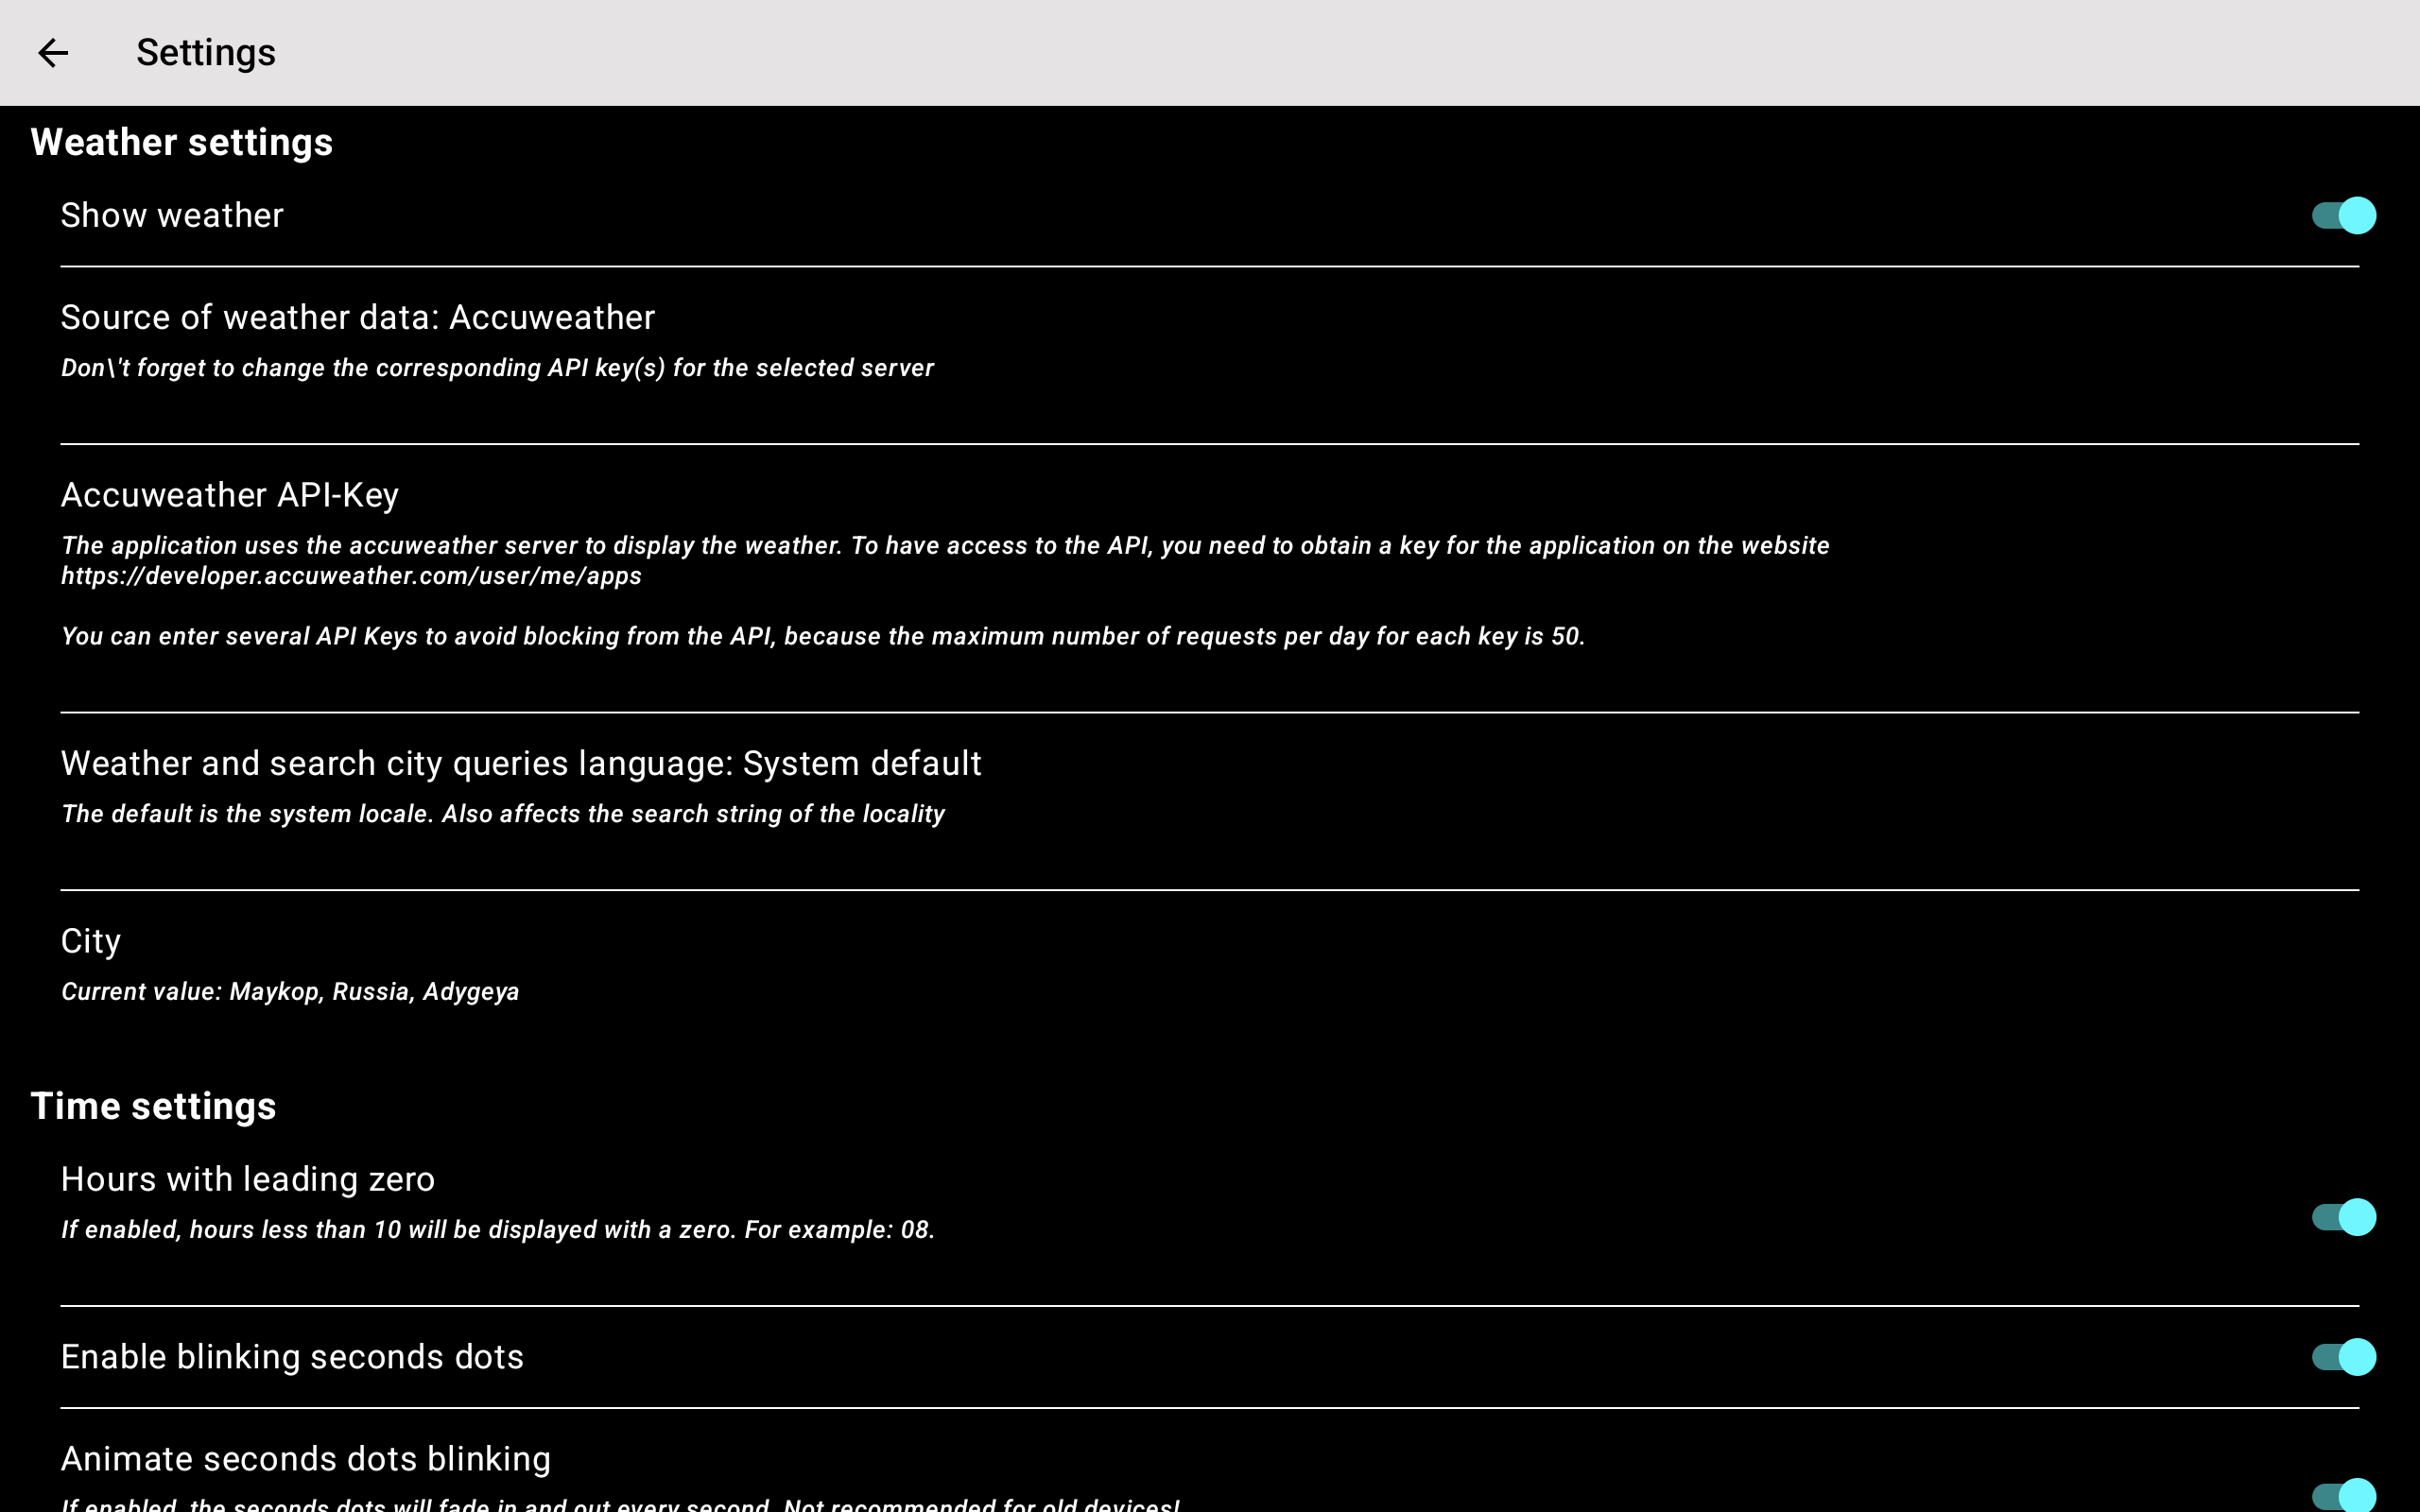 Settings
Weather settings
Show weather
Source of weather data: Accuweather
Don\'t forget to change the corresponding API key(s) for the selected server
Accuweather API-Key
The application uses the accuweather server to display the weather. To have access to the API, you need to obtain a key for the application on the website
https://developer.accuweather.com/user/me/apps
You can enter several API Keys to avoid blocking from the API, because the maximum number of requests per day for each key is 50.
Weather and search city queries language: System default
The default is the system locale. Also affects the search string of the locality
City
Current value: Maykop, Russia, Adygeya
Time settings
Hours with leading zero
If enabled, hours less than 10 will be displayed with a zero. For example: 08.
Enable blinking seconds dots
Animate seconds dots blinking
If enabled, the seconds dots will fade in and out every second. Not recommended for old devices!